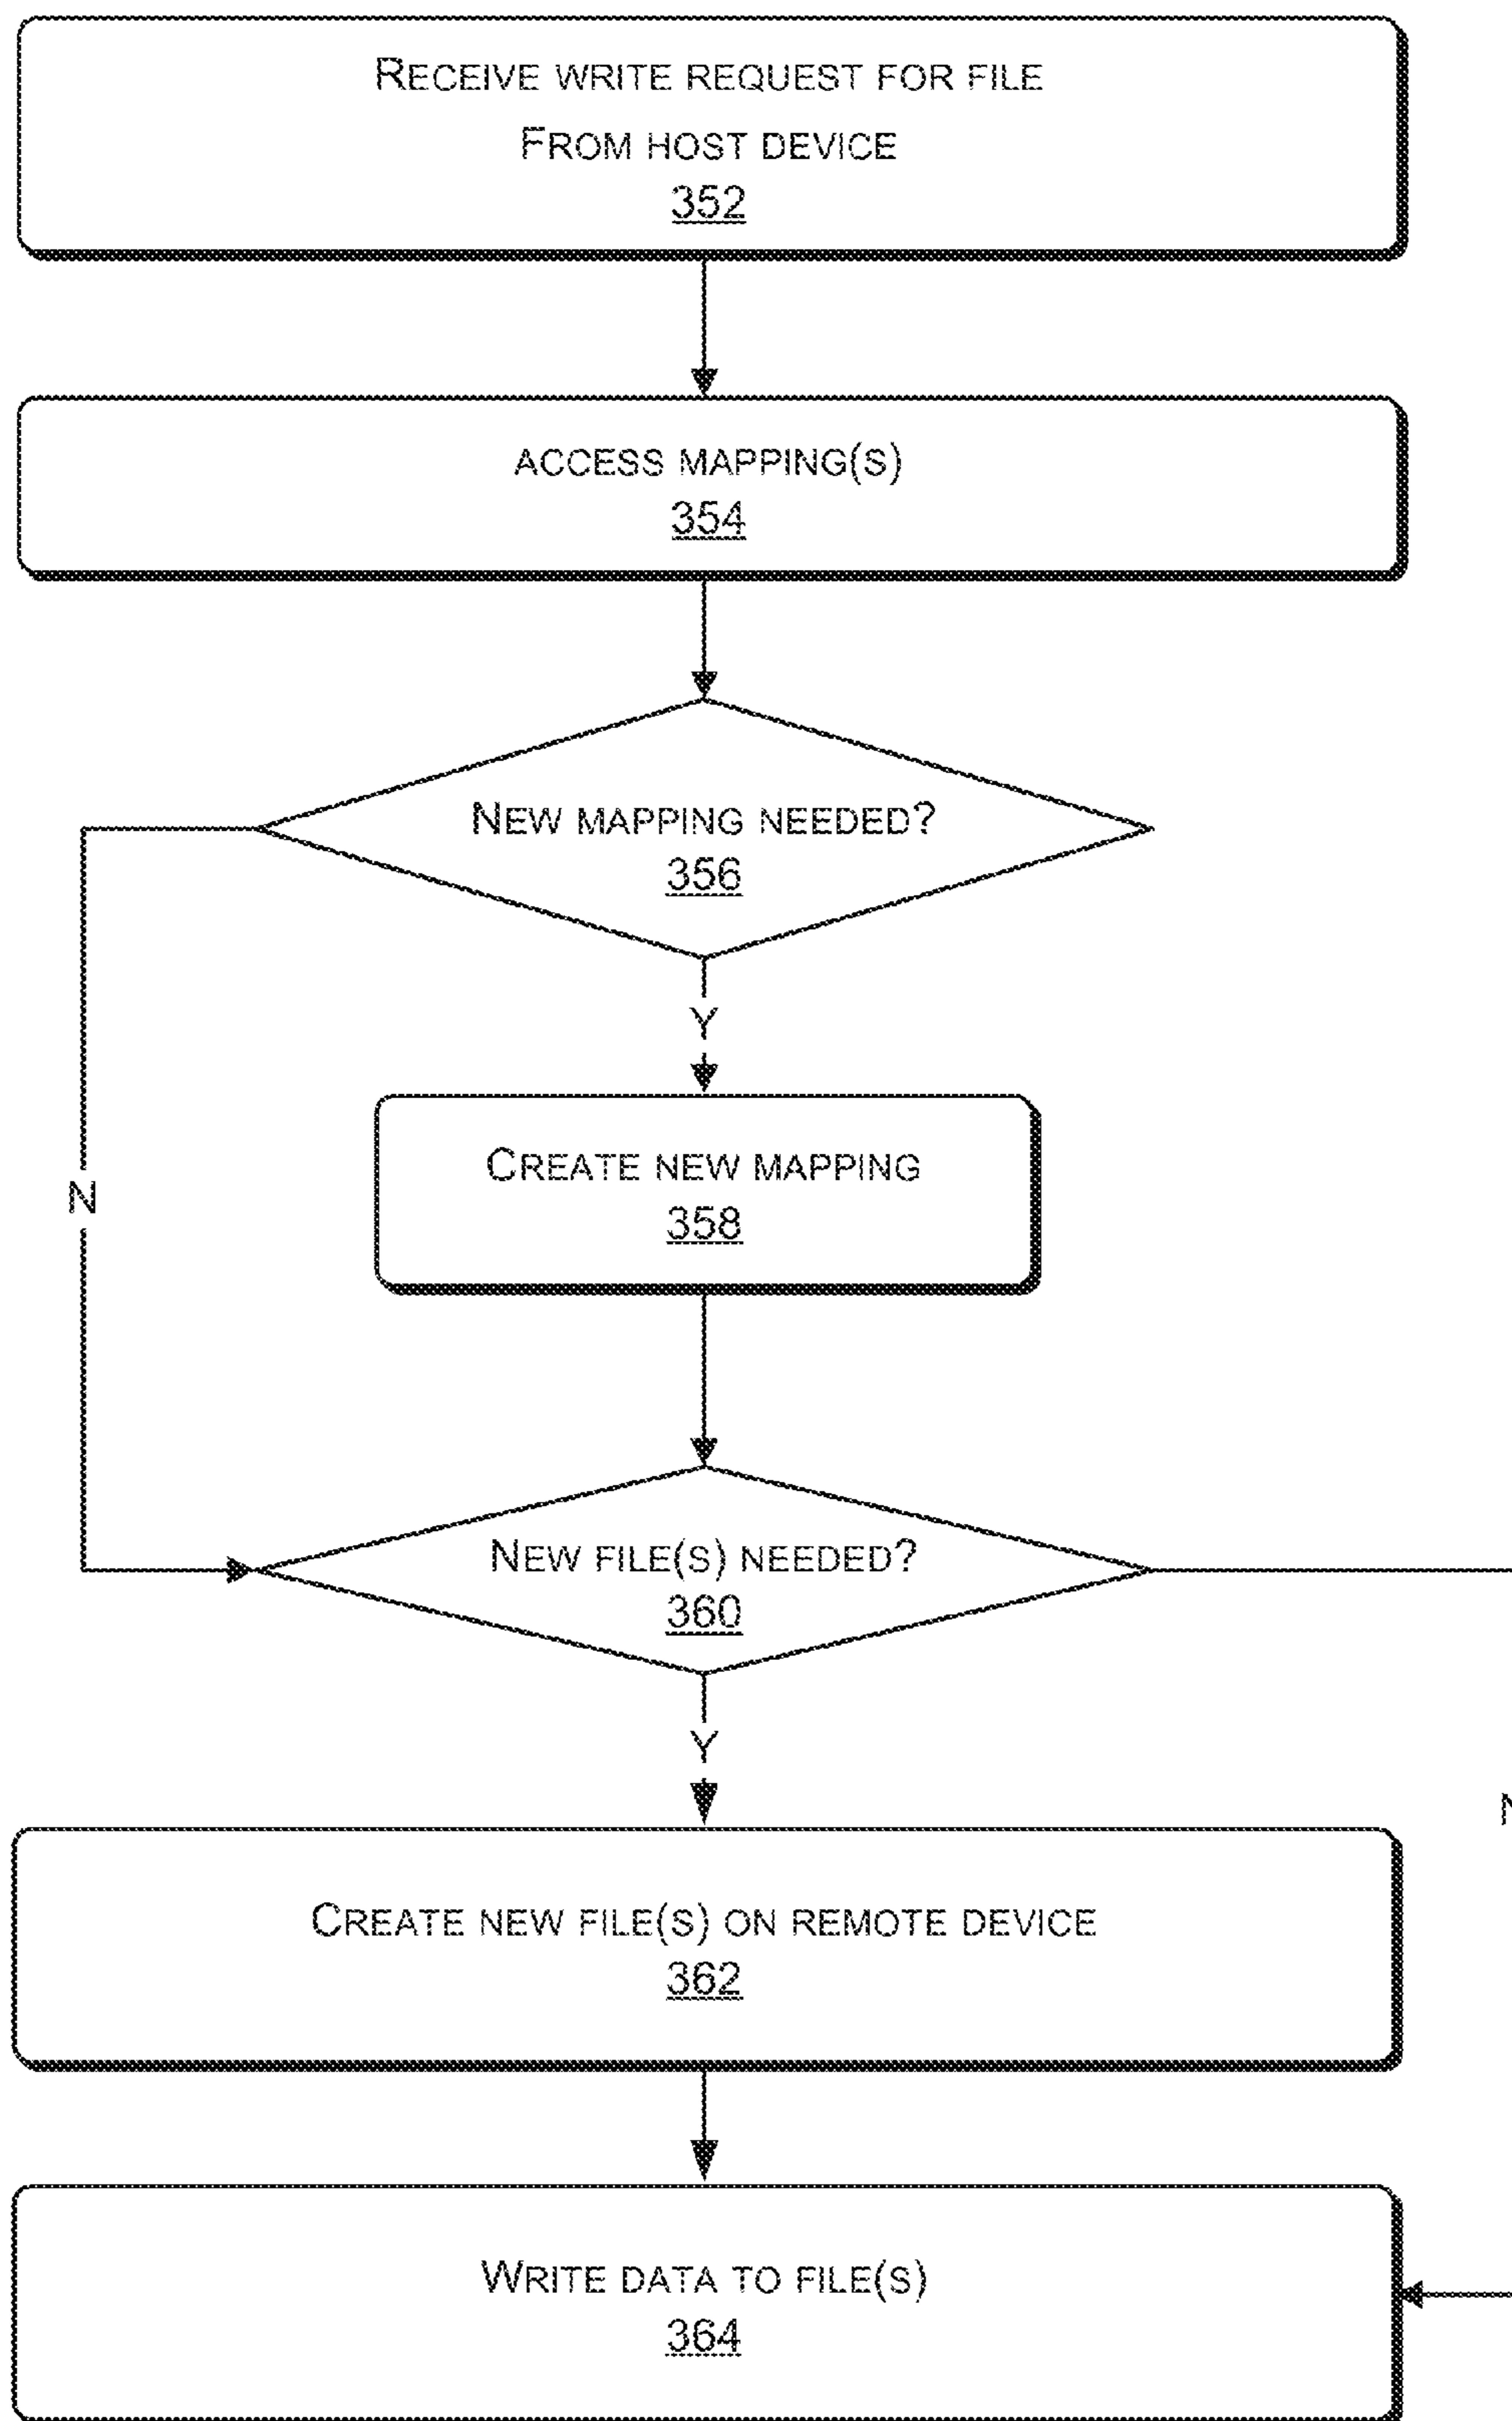 RECEIVE WRITE REQUEST FOR FILE
FROM HOST DEVICE
352
ACCESS MAPPING(S)
354
NEW MAPPING NEEDED?
356
Y
CREATE NEW MAPPING
358
N
NEW FILE(S) NEEDED?
360
Y
N
CREATE NEW FILE(S) ON REMOTE DEVICE
362
WRITE DATA TO FILE(S)
364